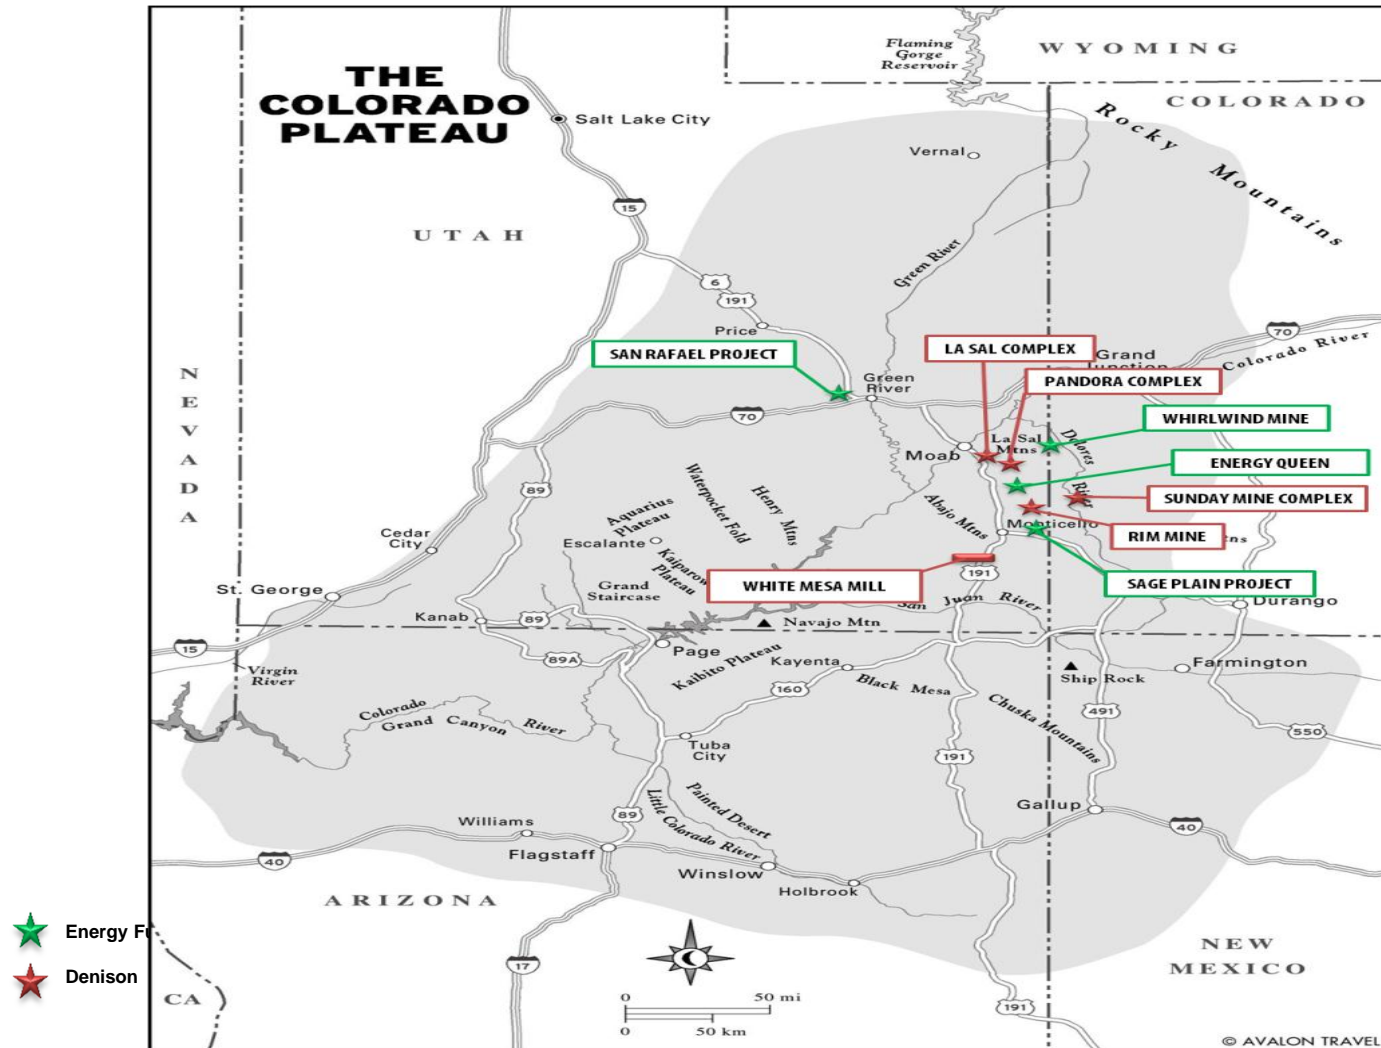 THE
COLORADO
PLATEAU
Flaming
Gorge
Reservoir
WYOMING
COLORADO
Rocky Mountains
Salt Lake City
Vernal
15
UTAH
Green River
6
191
Price
70
Colorado River
SAN RAFAEL PROJECT
LA SAL COMPLEX
Grand
PANDORA COMPLEX
NEVADA
Green
River
70
WHIRLWIND MINE
Dolores
River
La Sal
Mtns
Moab
ENERGY QUEEN
SUNDAY MINE COMPLEX
89
Waterpocket Fold
Henry Mtns
Aquarius
Plateau
Abajo Mtns
Monticello
RIM MINE
Cedar
City
Escalante
Plateau
Grand
Staircase
WHITE MESA MILL
191
SAGE PLAIN PROJECT
St. George
San Juan River
Durango
Kanab
89
Navajo Mtn
15
89A
Page
Kaibito Plateau
Kayenta
Farmington
Virgin
River
Ship Rock
160
Black Mesa
Colorado River
Grand Canyon
Chuska Mountains
491
550
Tuba
City
191
Painted Desert
Little Colorado River
89
Gallup
Williams
40
Flagstaff
40
Winslow
Holbrook
ARIZONA
Energy
Denison
NEW
MEXICO
17
CA
0 50 mi
0 50 km
191
© AVALON TRAVEL